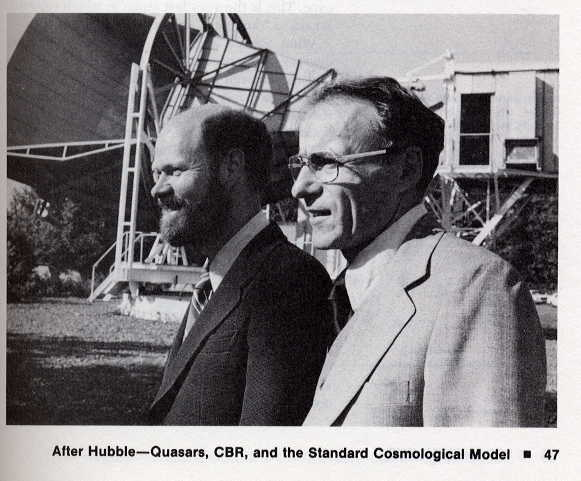 After Hubble—Quasars, CBR, and the Standard Cosmological Model ■ 47